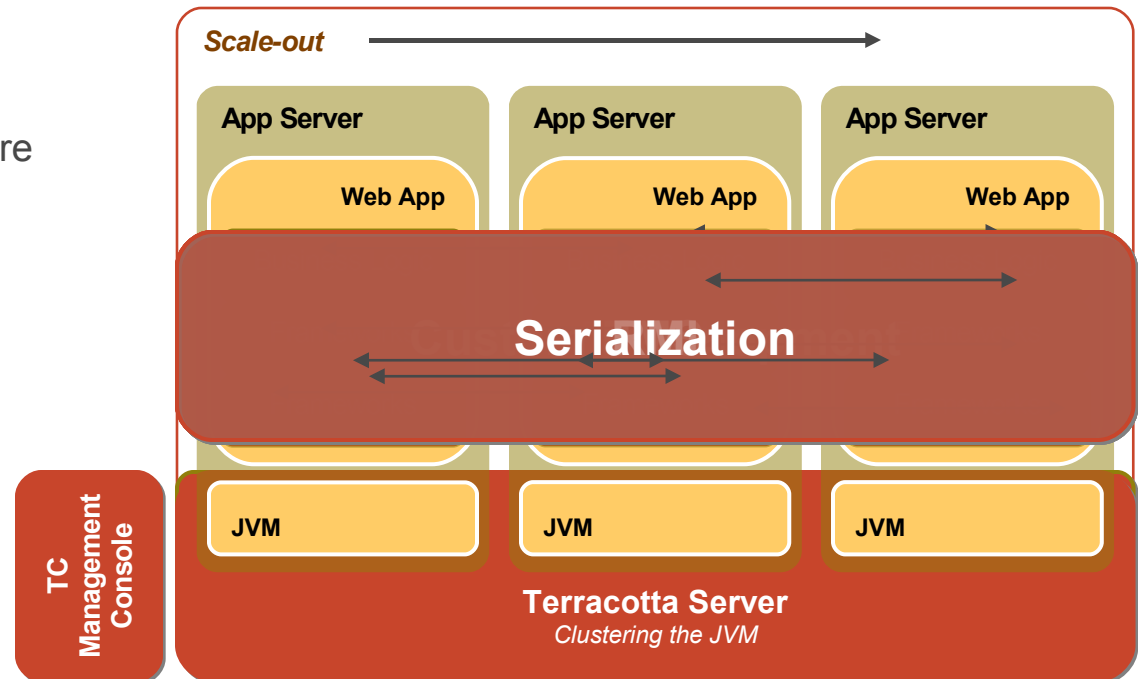 Scale-out
re
App Server
App Server
App Server
Web App
Web App
Web App
Serialization
JVM
JVM
JVM
TC
Management
Console
Terracotta Server
Clustering the JVM